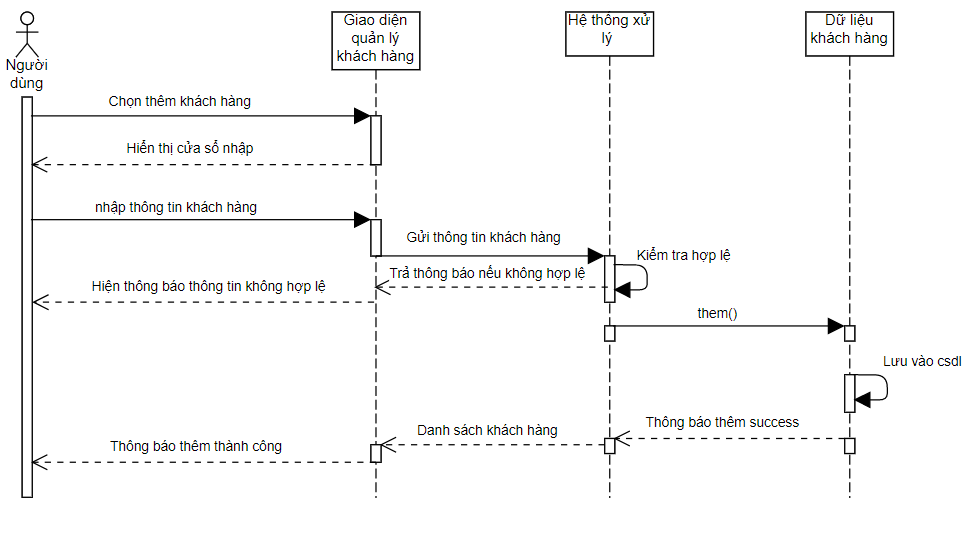 Người
dùng
Giao diện
quản lý
khách hàng
Hệ thống xử
lý
Dữ liệu
khách hàng
Chọn thêm khách hàng
Hiển thị cửa sổ nhập
nhập thông tin khách hàng
Gửi thông tin khách hàng
Kiểm tra hợp lệ
Trả thông báo nếu không hợp lệ
Hiện thông báo thông tin không hợp lệ
them()
Lưu vào csdl
Thông báo thêm success
Danh sách khách hàng
Thông báo thêm thành công